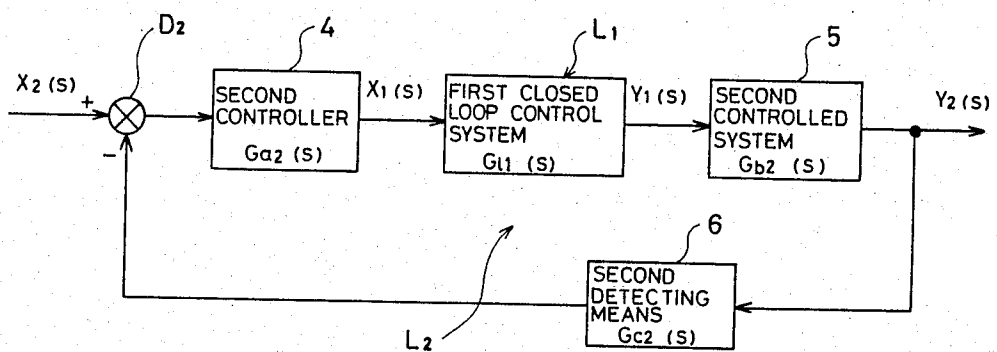 D2
4
L1
5
X2(S)
+
-
SECOND
CONTROLLER
Ga2(S)
X1(S)
FIRST CLOSED
LOOP CONTROL
SYSTEM
Gl1(S)
Y1(S)
SECOND
CONTROLLED
SYSTEM
Gb2(S)
Y2(S)
6
SECOND
DETECTING
MEANS
Gc2(S)
L2